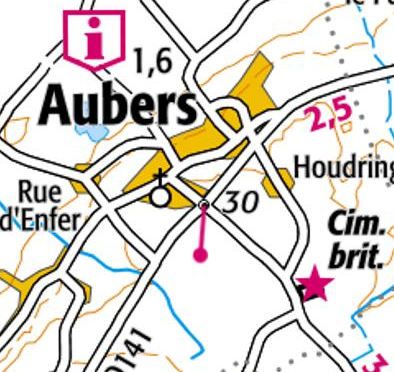 i
1,6
Aubers
2,5
Houdring
Rue
d'Enfer
30
Cim.
brit.
D141
3